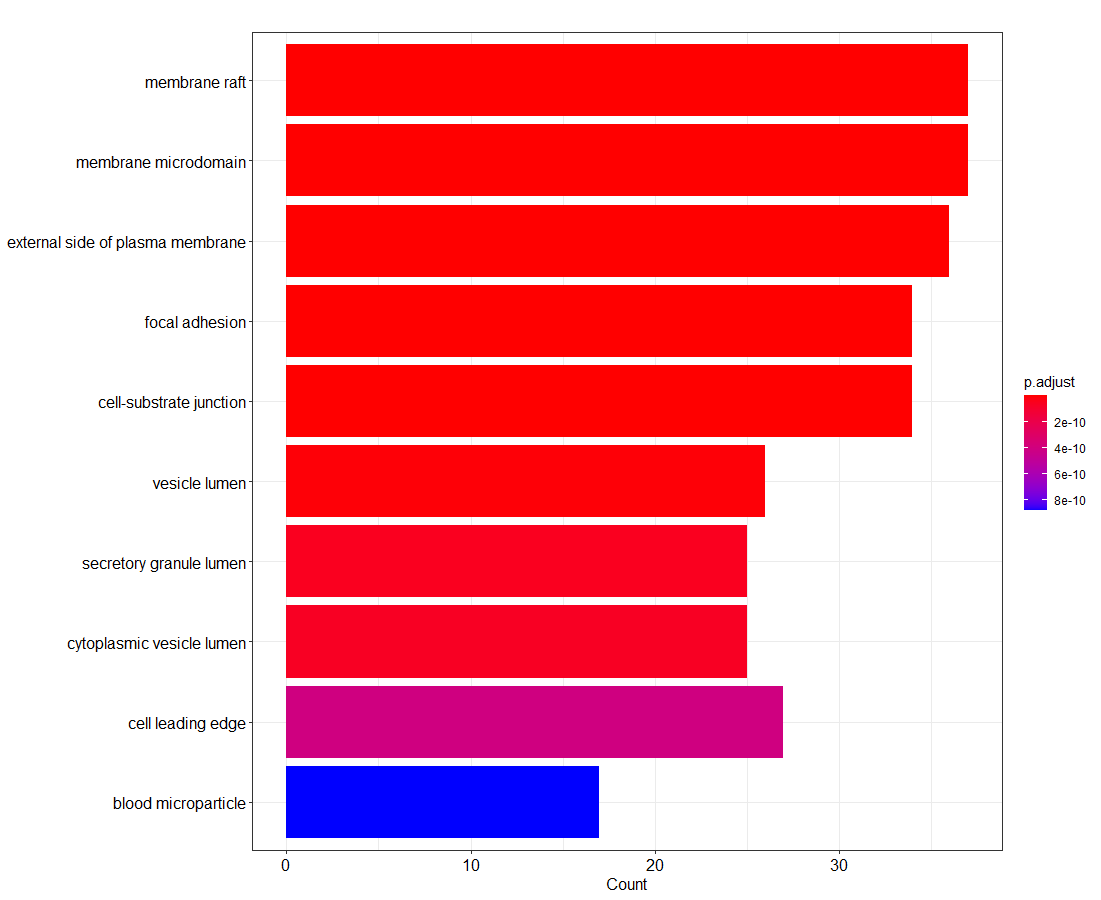 membrane raft
membrane microdomain
external side of plasma membrane
focal adhesion
cell-substrate junction
vesicle lumen
secretory granule lumen
cytoplasmic vesicle lumen
cell leading edge
blood microparticle
0 10 20 30
Count
p.adjust
2e-10
4e-10
6e-10
8e-10